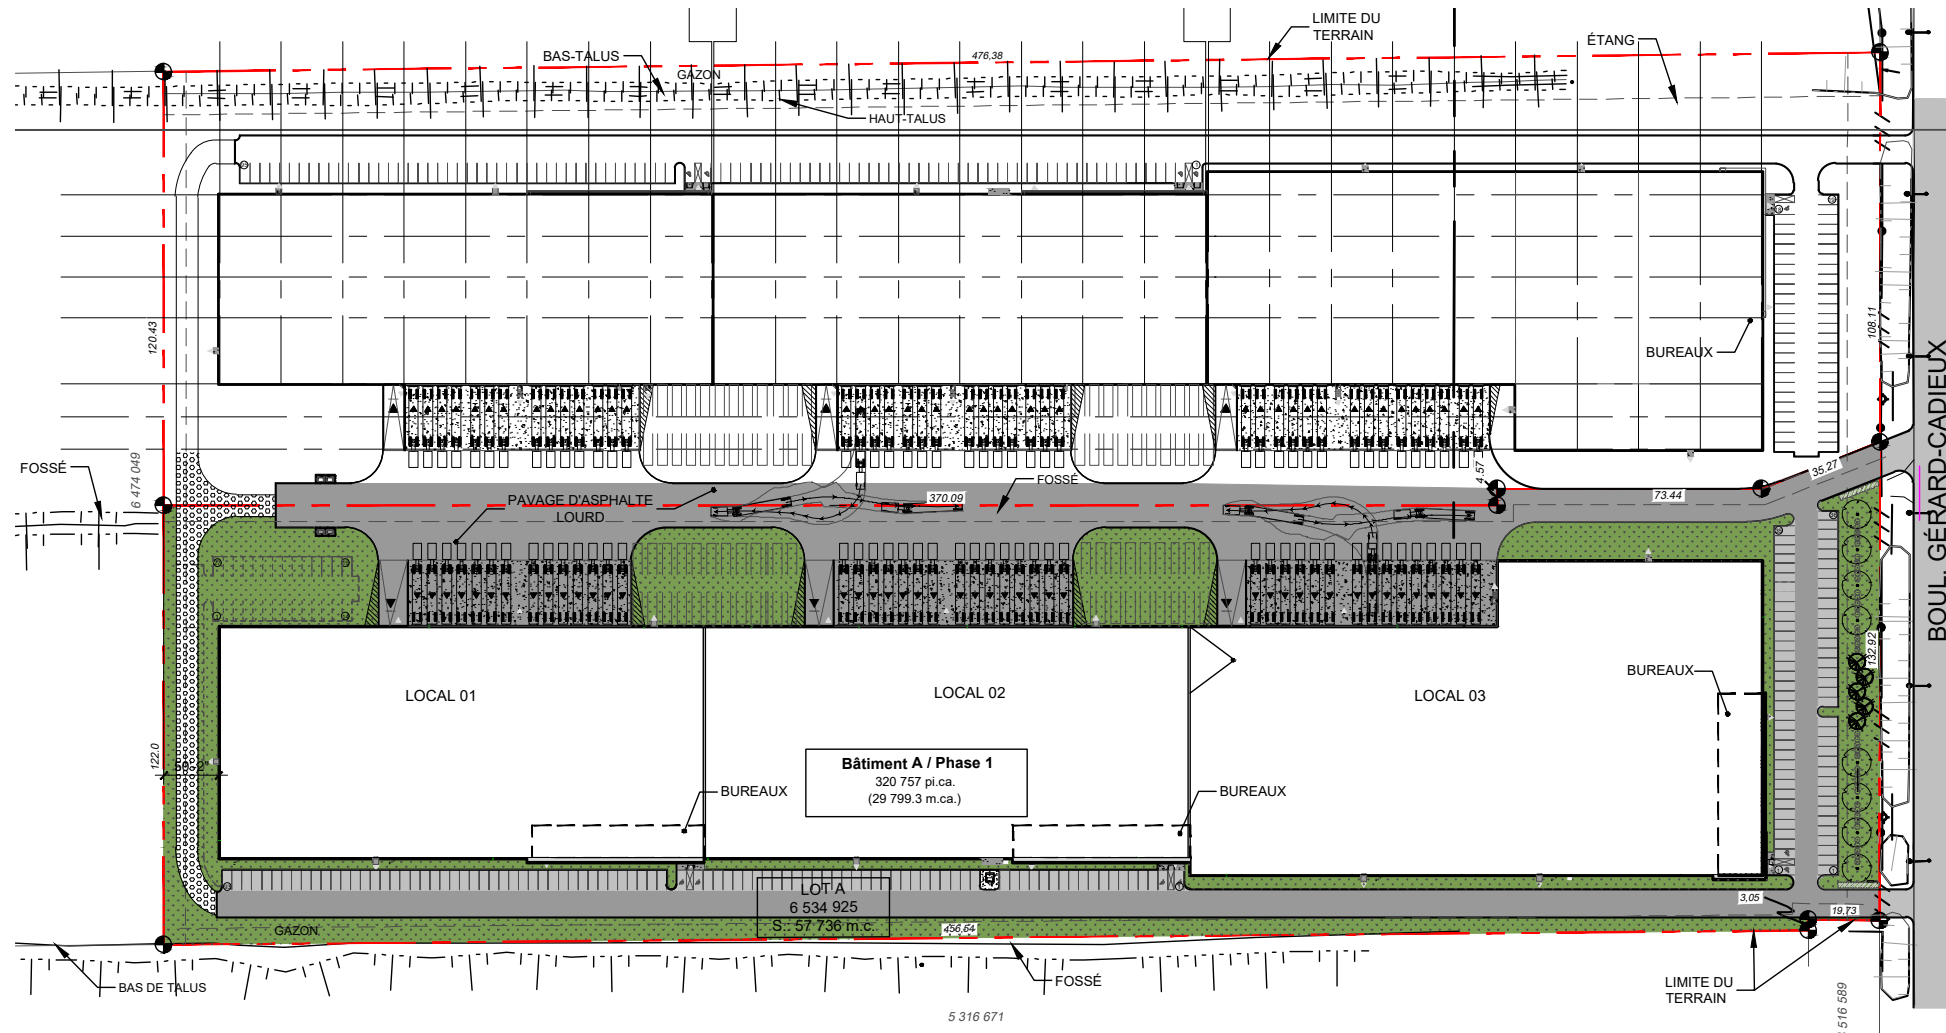 LIMITE DU
TERRAIN
ÉTANG
BAS-TALUS
476,38
GAZON
HAUT-TALUS
120.43
108.11
BUREAUX
BOUL. GÉRARD-CADIEUX
FOSSÉ
6 474 049
PAVAGE D'ASPHALTE
LOURD
370.09
FOSSÉ
4.57
73.44
35.27
132.92
LOCAL 01
LOCAL 02
LOCAL 03
BUREAUX
122.0
Bâtiment A / Phase 1
320 757 pi.ca.
(29 799.3 m.ca.)
BUREAUX
BUREAUX
LOT A
6 534 925
S.: 57 736 m.c.
3,05
19,73
GAZON
456,54
BAS DE TALUS
FOSSÉ
LIMITE DU
TERRAIN
5 316 671
516 589